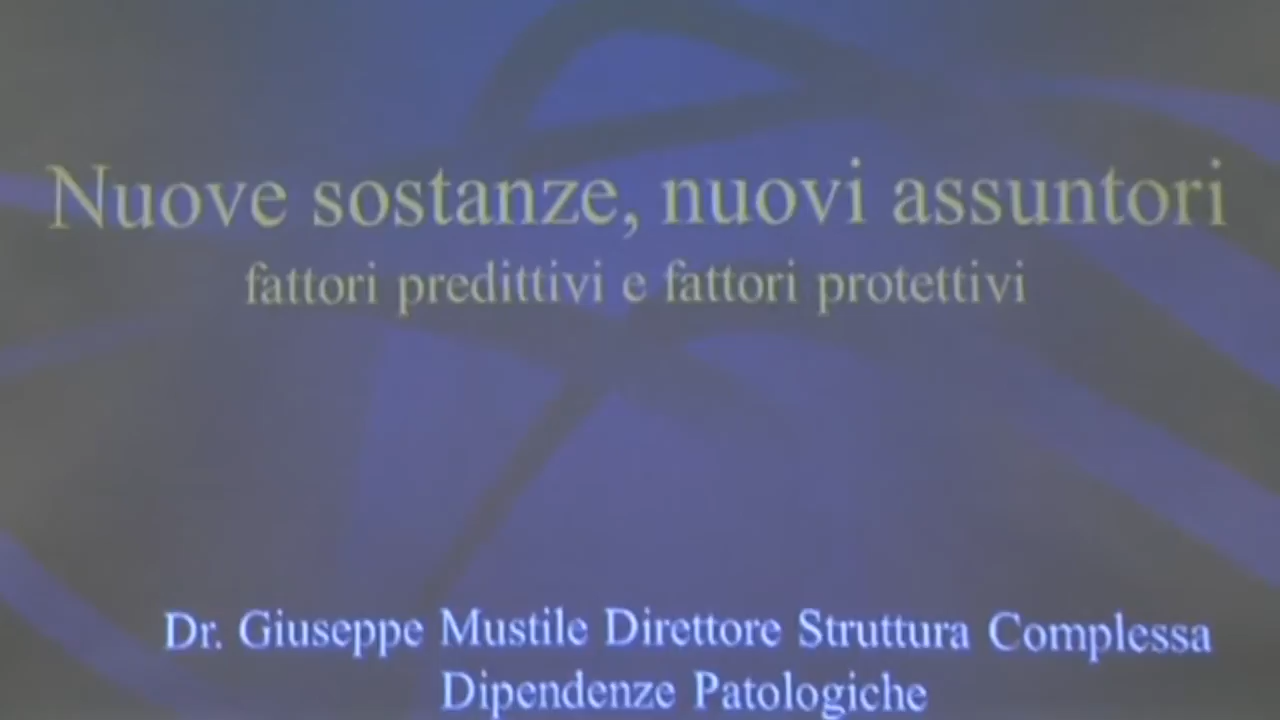 Nuove sostanze, nuovi assuntori
fattori predittivi e fattori protettivi
Dr. Giuseppe Mustile Direttore Struttura Complessa
Dipendenze Patologiche